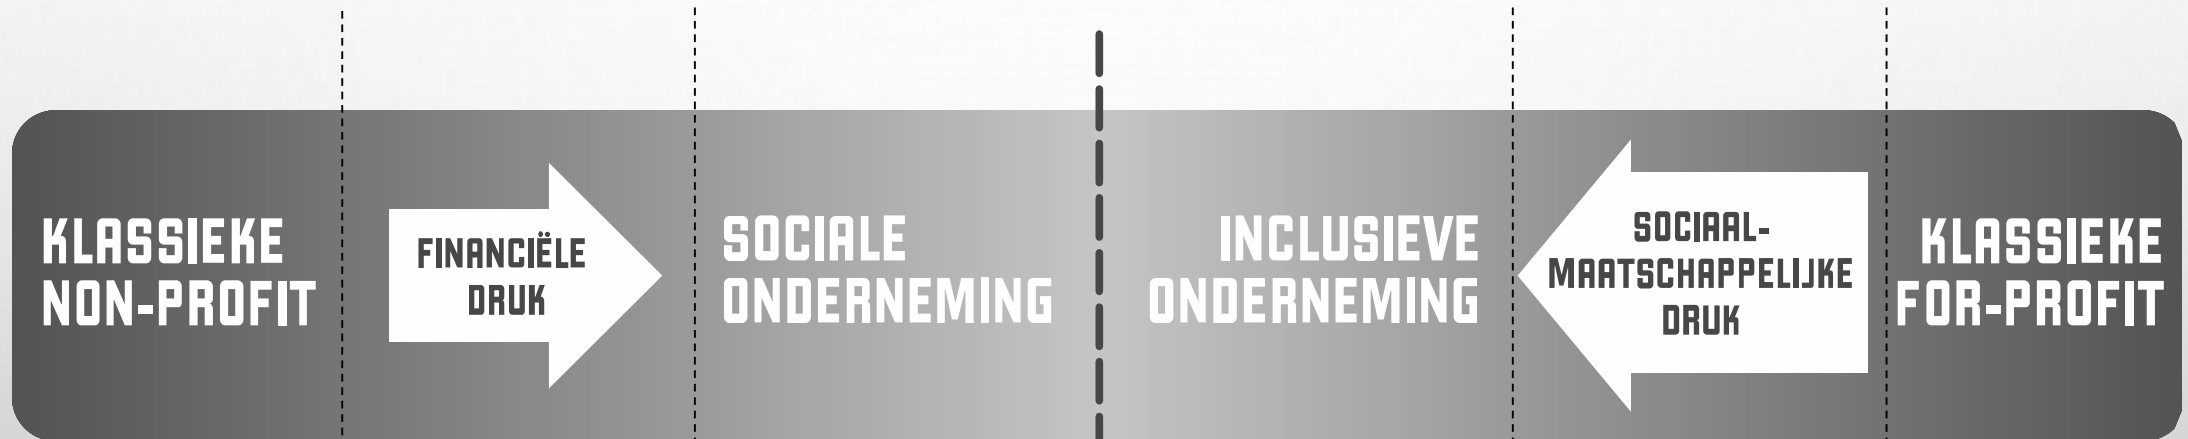 KLASSIEKE
NON-PROFIT
FINANCIËLE
DRUK
SOCIALE
ONDERNEMING
INCLUSIEVE
ONDERNEMING
SOCIAAL-
MAATSCHAPPELIJKE
DRUK
KLASSIEKE
FOR-PROFIT